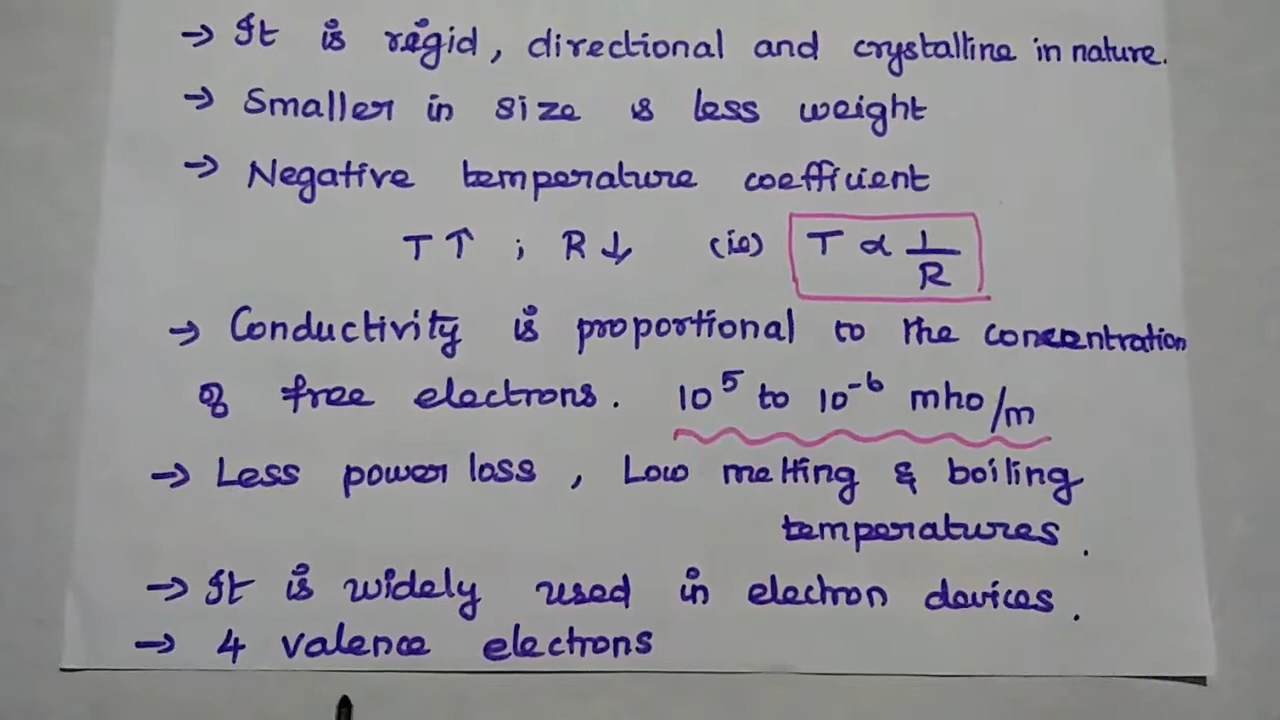 → It is rigid, directional and crystalline in nature.
→ Smaller in size & less weight
→ Negative temperature coefficient
T↑ ; R↓ (ie) T ∝ 1/R
→ Conductivity is proportional to the concentration
of free electrons. 10⁵ to 10⁻⁶ mho/m
→ Less power loss, Low melting & boiling
temperatures.
→ It is widely used in electron devices.
→ 4 valence electrons